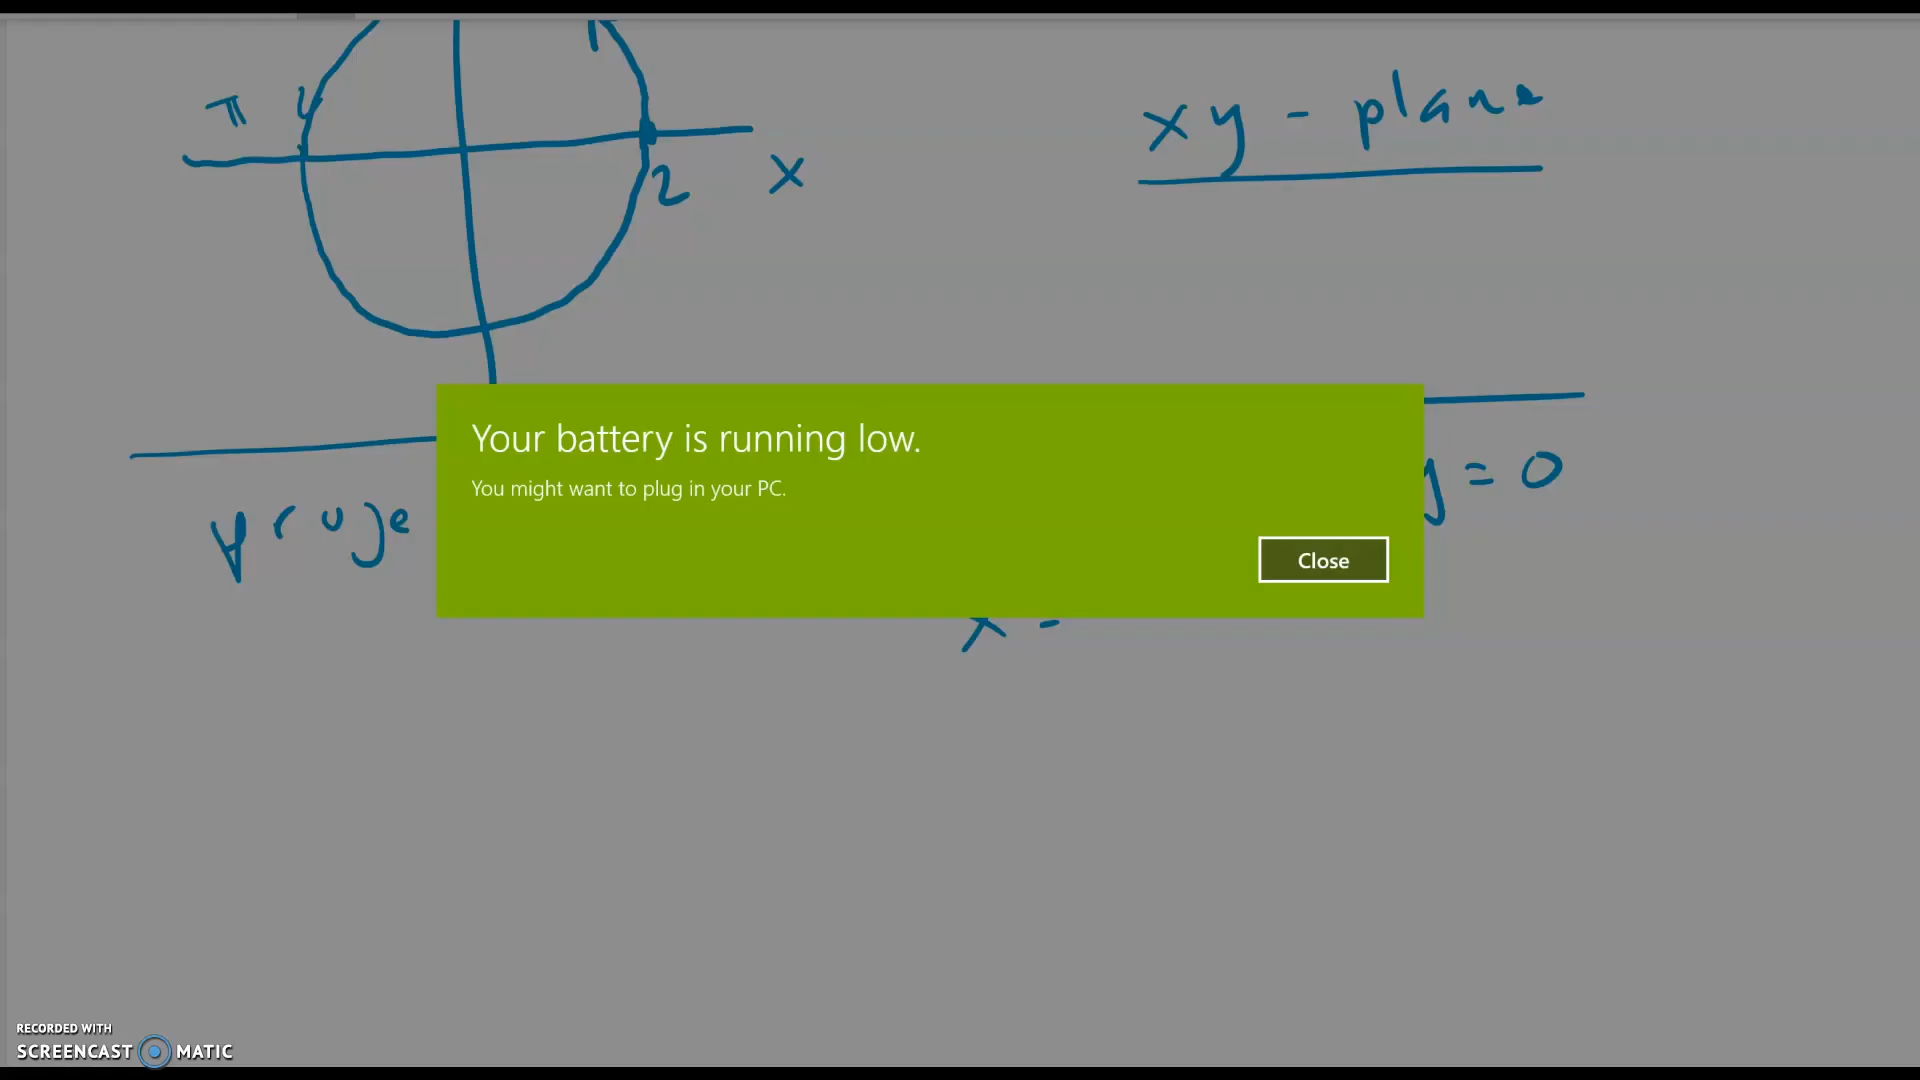 π
xy - plane
2
x
Your battery is running low.
You might want to plug in your PC.
Close
y = 0
proje
x =
RECORDED WITH
SCREENCAST MATIC